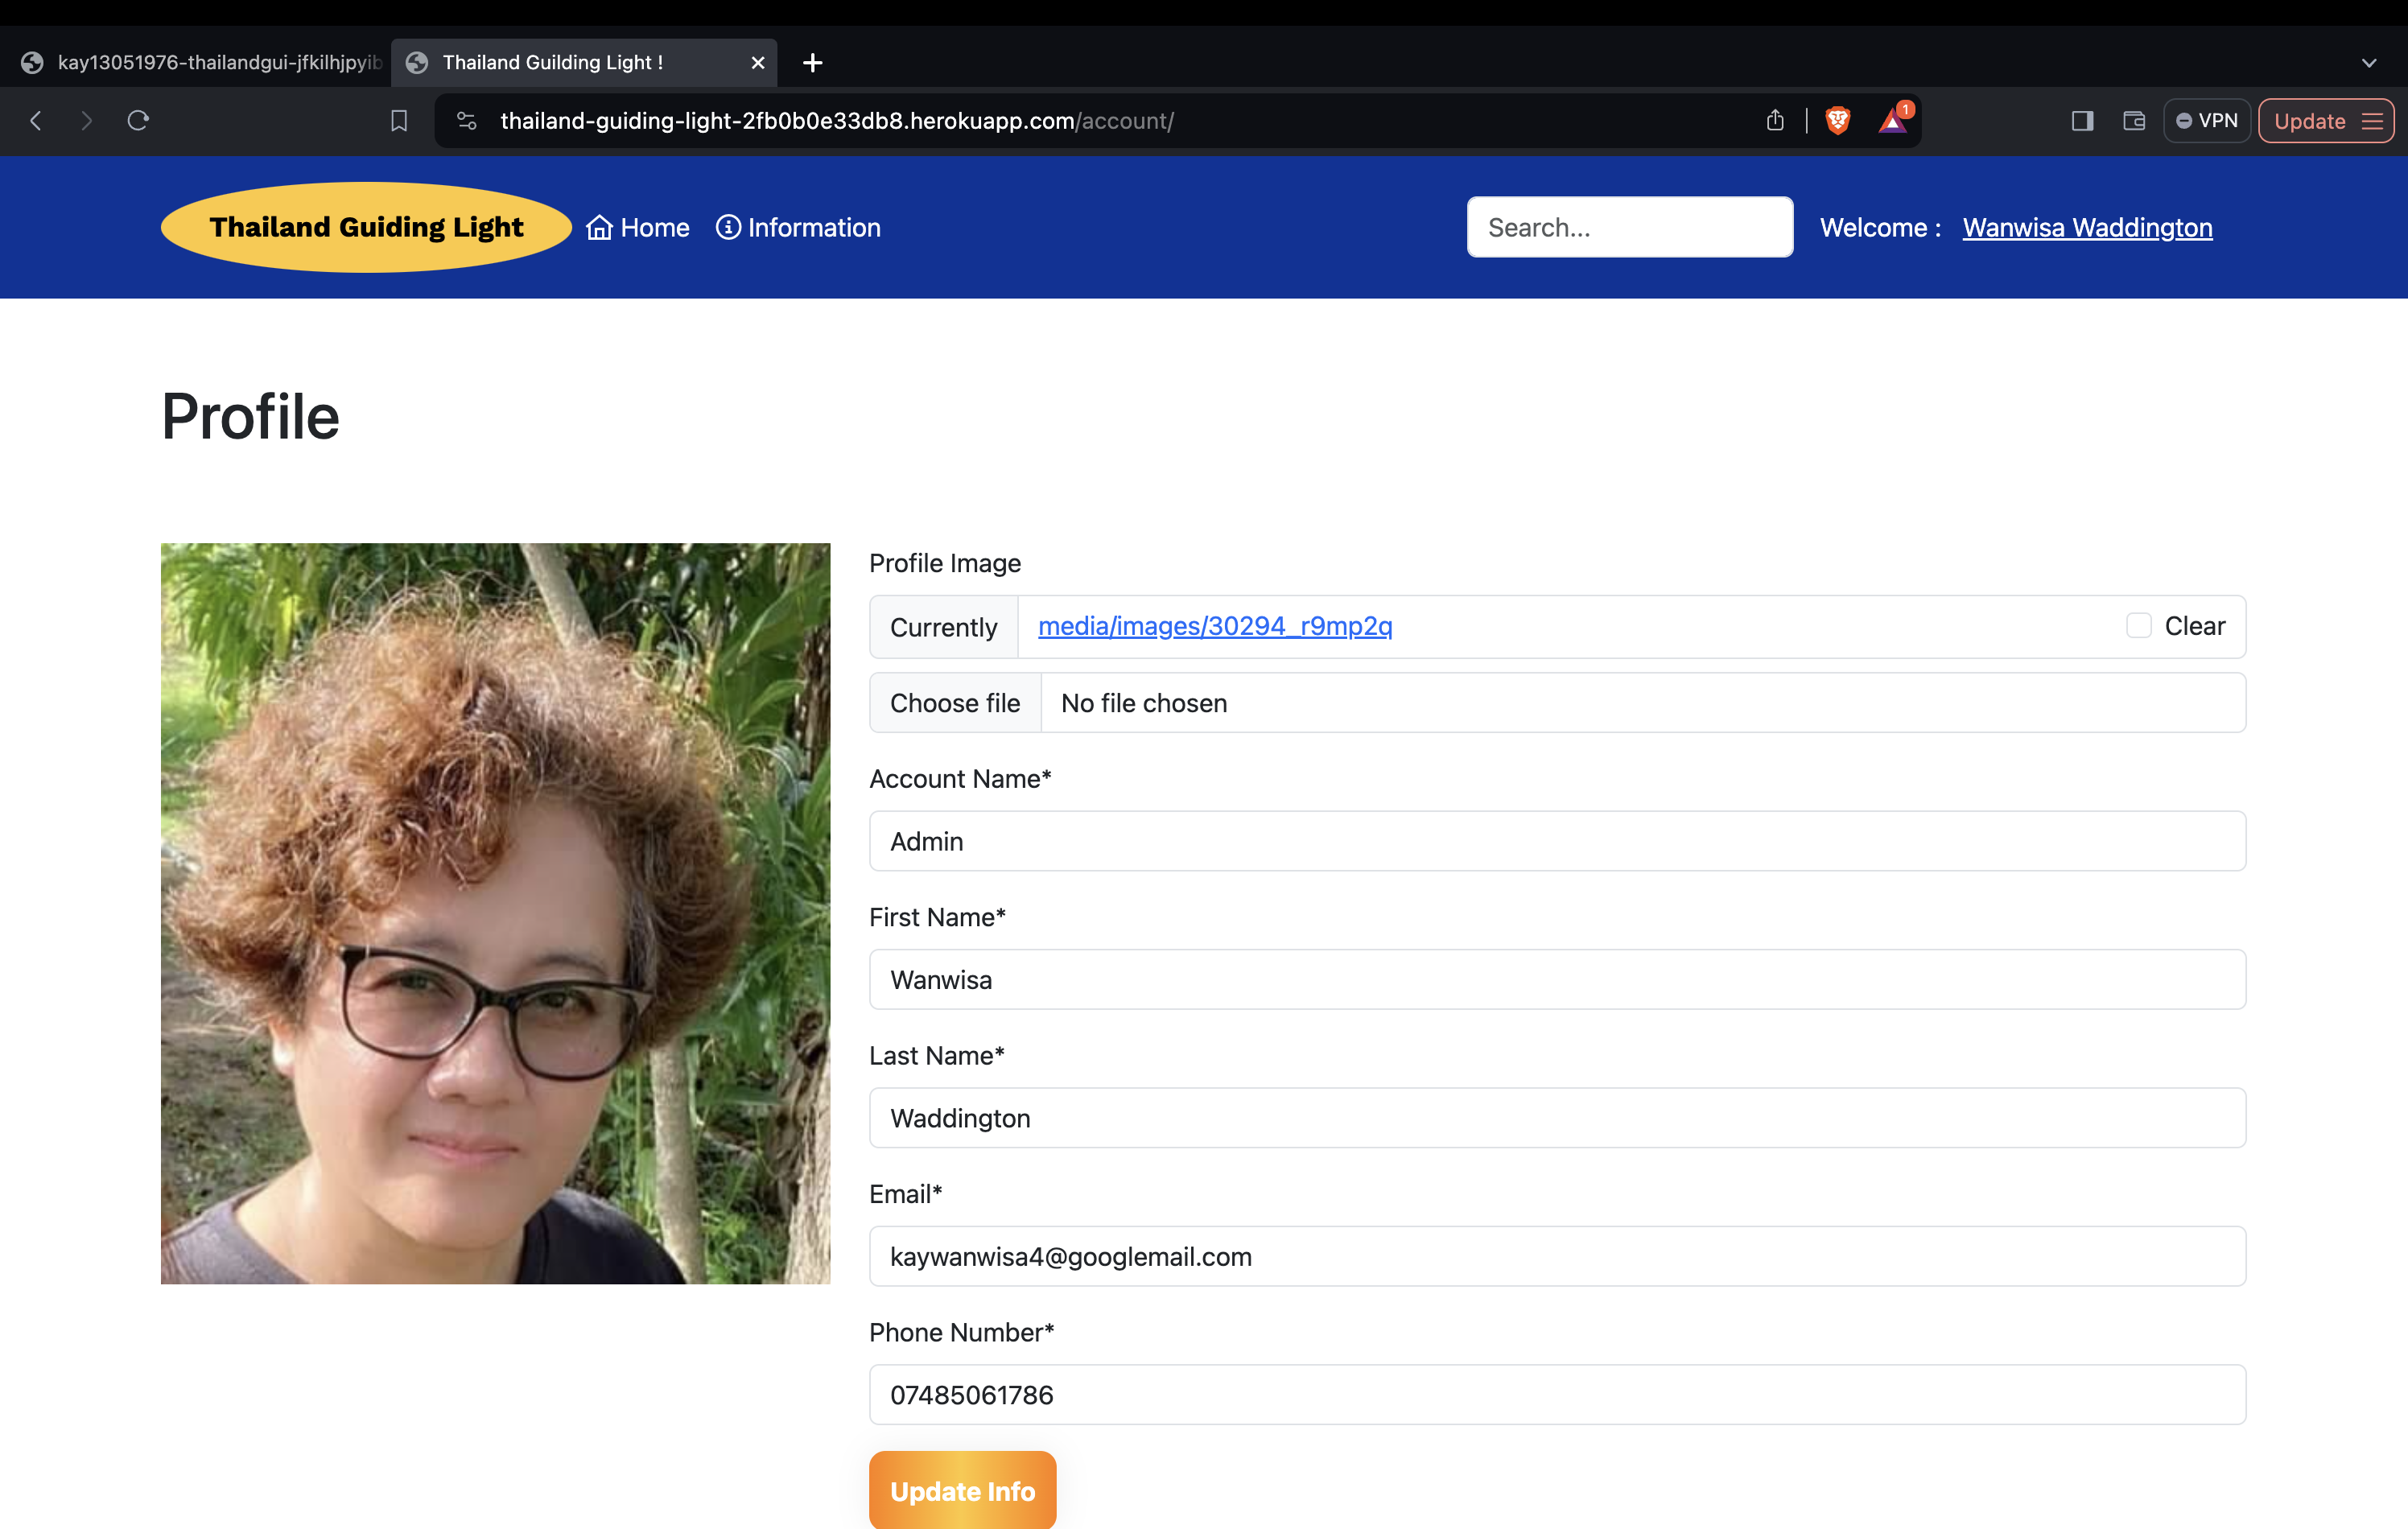 kay13051976-thailandgui-jfkilhjpyib
Thailand Guilding Light !
thailand-guiding-light-2fb0b0e33db8.herokuapp.com/account/
1
VPN
Update
Thailand Guiding Light
Home
Information
Search...
Welcome :
Wanwisa Waddington
Profile
Profile Image
Currently
media/images/30294_r9mp2q
Clear
Choose file
No file chosen
Account Name*
Admin
First Name*
Wanwisa
Last Name*
Waddington
Email*
kaywanwisa4@googlemail.com
Phone Number*
07485061786
Update Info